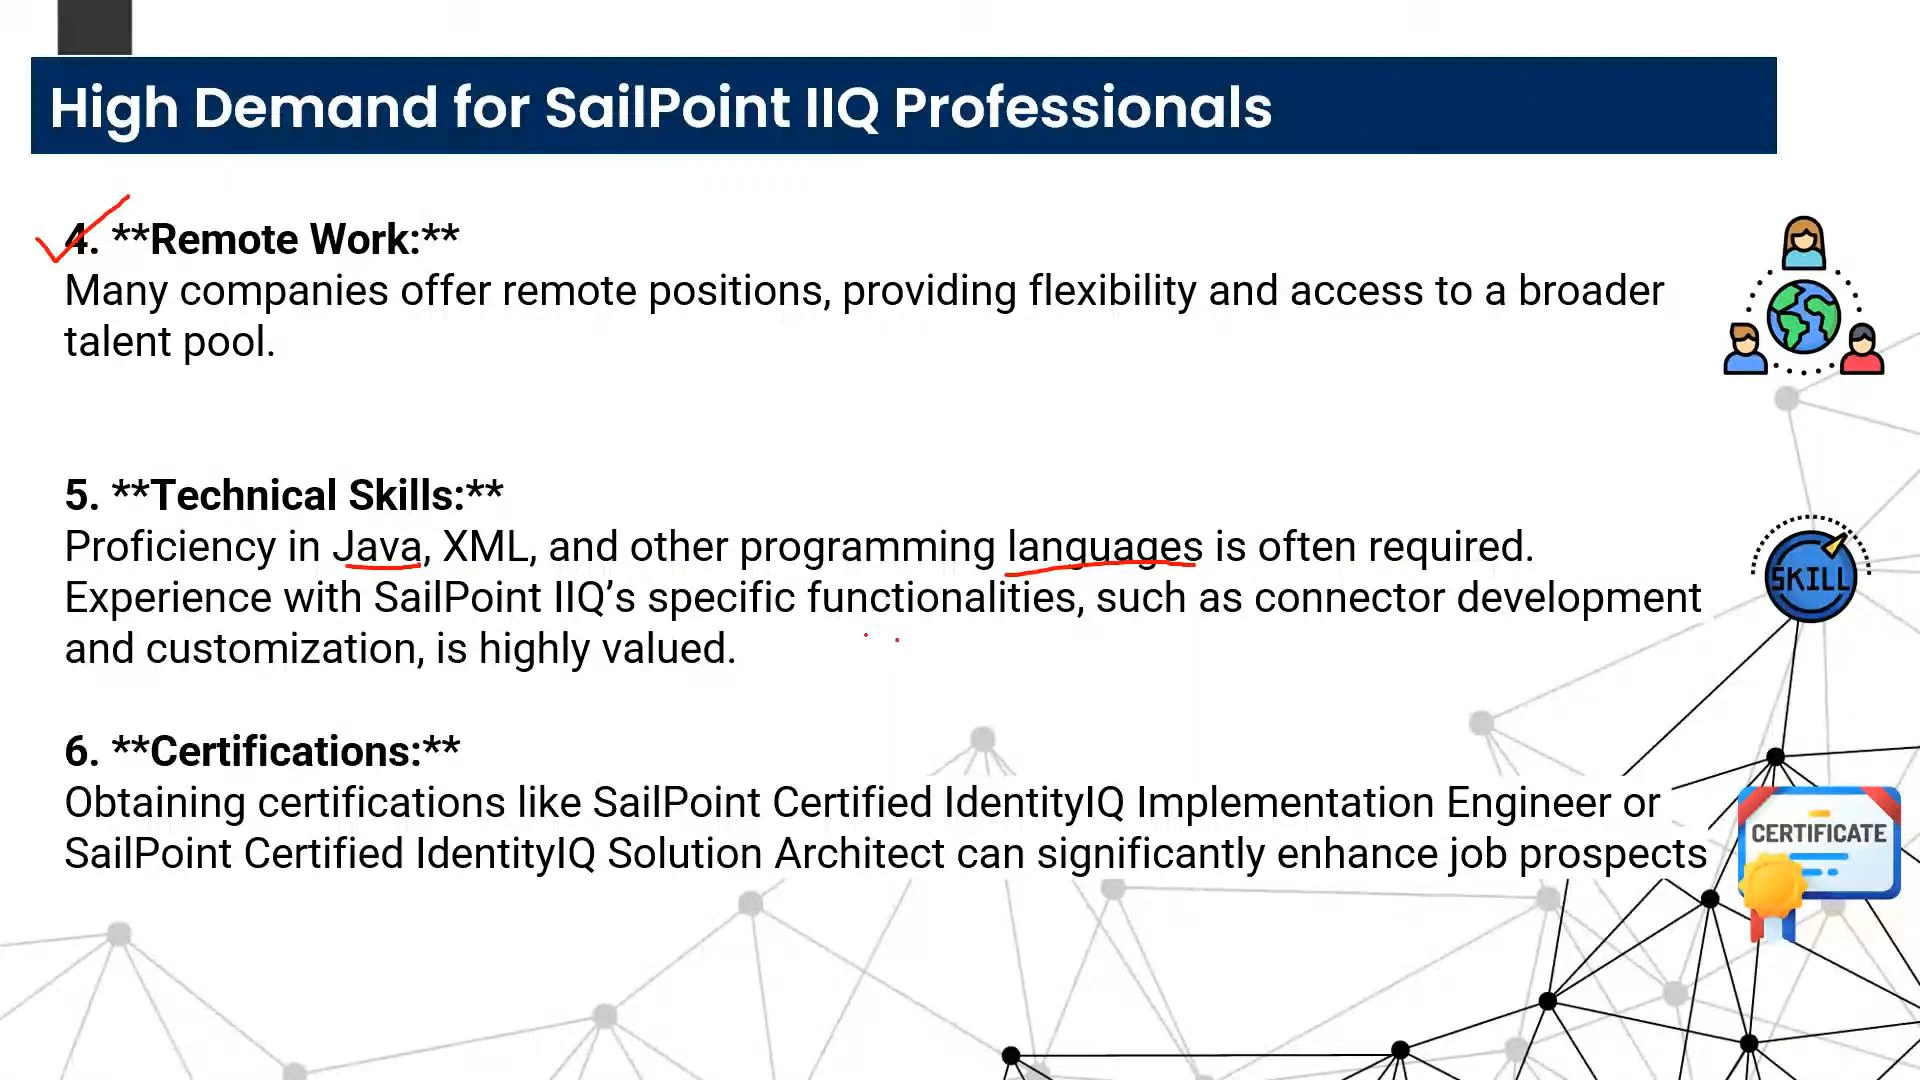 High Demand for SailPoint IIQ Professionals
4. **Remote Work:**
Many companies offer remote positions, providing flexibility and access to a broader
talent pool.
5. **Technical Skills:**
Proficiency in Java, XML, and other programming languages is often required.
Experience with SailPoint IIQ’s specific functionalities, such as connector development
and customization, is highly valued.
SKILL
6. **Certifications:**
Obtaining certifications like SailPoint Certified IdentityIQ Implementation Engineer or
SailPoint Certified IdentityIQ Solution Architect can significantly enhance job prospects
CERTIFICATE